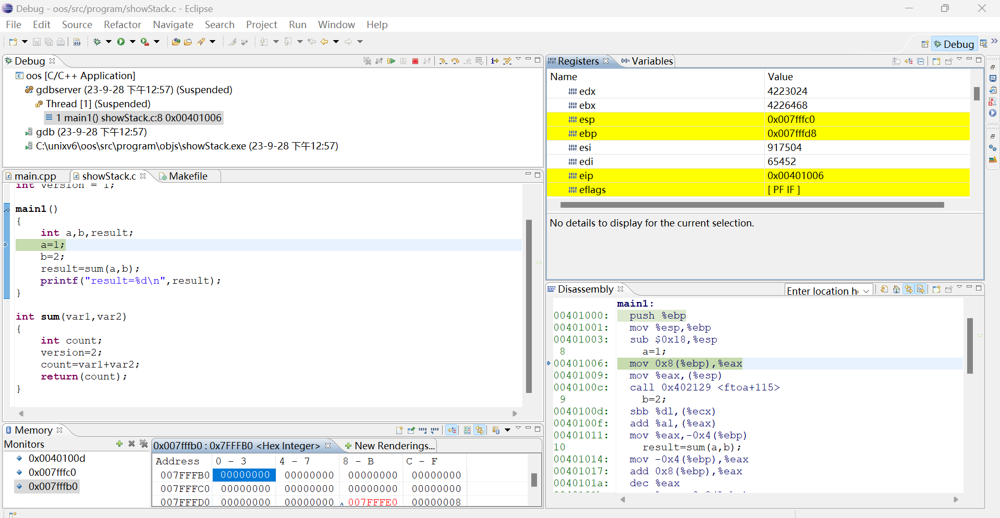 Debug - oos/src/program/showStack.c - Eclipse
File Edit Source Refactor Navigate Search Project Run Window Help
Debug
Debug
oos [C/C++ Application]
gdbserver (23-9-28 下午12:57) (Suspended)
Thread [1] (Suspended)
1 main1() showStack.c:8 0x00401006
gdb (23-9-28 下午12:57)
C:\unixv6\oos\src\program\objs\showStack.exe (23-9-28 下午12:57)
Registers Variables
Name Value
edx 4223024
ebx 4226468
esp 0x007fffc0
ebp 0x007fffd8
esi 917504
edi 65452
eip 0x00401006
eflags [ PF IF ]
No details to display for the current selection.
main.cpp showStack.c Makefile
int version = 1;
main1()
{
int a,b,result;
a=1;
b=2;
result=sum(a,b);
printf("result=%d\n",result);
}
int sum(var1,var2)
{
int count;
version=2;
count=var1+var2;
return(count);
}
Disassembly Enter location h
main1:
00401000: push %ebp
00401001: mov %esp,%ebp
00401003: sub $0x18,%esp
8 a=1;
00401006: mov 0x8(%ebp),%eax
00401009: mov %eax,(%esp)
0040100c: call 0x402129 <ftoa+115>
9 b=2;
0040100d: sbb %dl,(%ecx)
0040100f: add %al,(%eax)
00401011: mov %eax,-0x4(%ebp)
10 result=sum(a,b);
00401014: mov -0x4(%ebp),%eax
00401017: add 0x8(%ebp),%eax
0040101a: dec %eax
Memory
Monitors
0x0040100d
0x007fffc0
0x007fffb0
0x007fffb0 : 0x7FFFB0 <Hex Integer> New Renderings...
Address 0 - 3 4 - 7 8 - B C - F
007FFFB0 00000000 00000000 00000000 00000000
007FFFC0 00000000 00000000 00000000 00000000
007FFFD0 00000000 00000000 007FFFE0 00000008